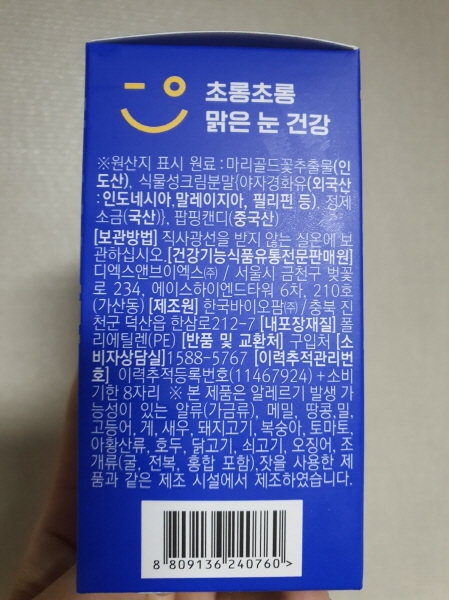 초롱초롱
맑은 눈 건강
※원산지 표시 원료 : 마리골드꽃추출물(인
도산), 식물성크림분말{야자경화유(외국산
: 인도네시아,말레이지아, 필리핀 등), 정제
소금(국산)}, 팝핑캔디(중국산)
[보관방법] 직사광선을 받지 않는 실온에 보
관하십시오.[건강기능식품유통전문판매원]
디엑스앤브이엑스㈜ / 서울시 금천구 벚꽃
로 234, 에이스하이엔드타워 6차, 210호
(가산동) [제조원] 한국바이오팜㈜ / 충북 진
천군 덕산읍 한삼로212-7 [내포장재질] 폴
리에틸렌(PE) [반품 및 교환처] 구입처 [소
비자상담실]1588-5767 [이력추적관리번
호] 이력추적등록번호(11467924) + 소비
기한 8자리 ※ 본 제품은 알레르기 발생 가
능성이 있는 알류(가금류), 메밀, 땅콩,밀,
고등어, 게, 새우, 돼지고기, 복숭아, 토마토,
아황산류, 호두, 닭고기, 쇠고기, 오징어, 조
개류(굴, 전복, 홍합 포함),잣을 사용한 제
품과 같은 제조 시설에서 제조하였습니다.
8 809136 240760 >